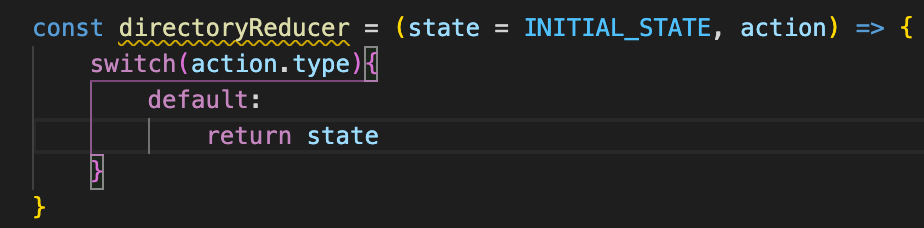 const directoryReducer = (state = INITIAL_STATE, action) => {
    switch(action.type){
        default:
            return state
    }
}